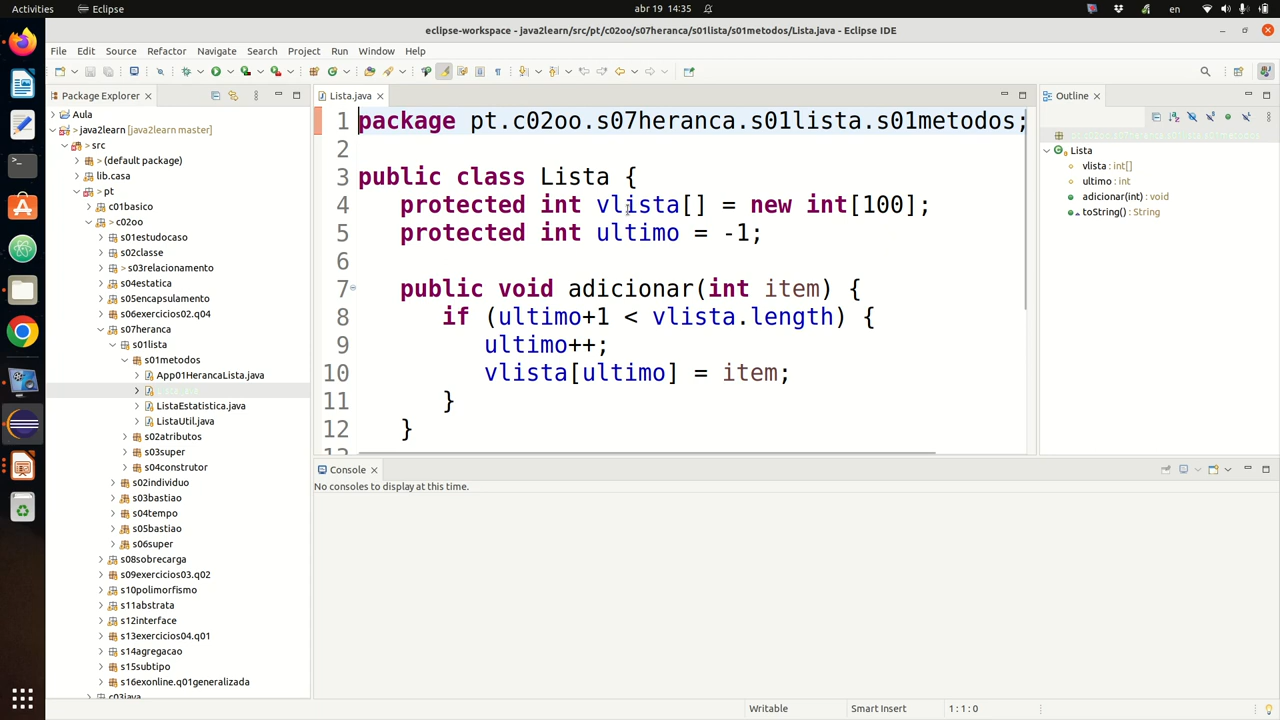 Activities
Eclipse
abr 19 14:35
en
eclipse-workspace - java2learn/src/pt/c02oo/s07heranca/s01lista/s01metodos/Lista.java - Eclipse IDE
File Edit Source Refactor Navigate Search Project Run Window Help
Package Explorer
Aula
java2learn [java2learn master]
src
(default package)
lib.casa
pt
c01basico
c02oo
s01estudocaso
s02classe
s03relacionamento
s04estatica
s05encapsulamento
s06exercicios02.q04
s07heranca
s01lista
s01metodos
App01HerancaLista.java
ListaEstatistica.java
ListaUtil.java
s02atributos
s03super
s04construtor
s02individuo
s03bastiao
s04tempo
s05bastiao
s06super
s08sobrecarga
s09exercicios03.q02
s10polimorfismo
s11abstrata
s12interface
s13exercicios04.q01
s14agregacao
s15subtipo
s16exonline.q01generalizada
c03java
Lista.java
1 package pt.c02oo.s07heranca.s01lista.s01metodos;
2
3 public class Lista {
4 protected int vlista[] = new int[100];
5 protected int ultimo = -1;
6
7 public void adicionar(int item) {
8 if (ultimo+1 < vlista.length) {
9 ultimo++;
10 vlista[ultimo] = item;
11 }
12 }
Console
No consoles to display at this time.
Outline
Lista
vlista : int[]
ultimo : int
adicionar(int) : void
toString() : String
Writable
Smart Insert
1 : 1 : 0